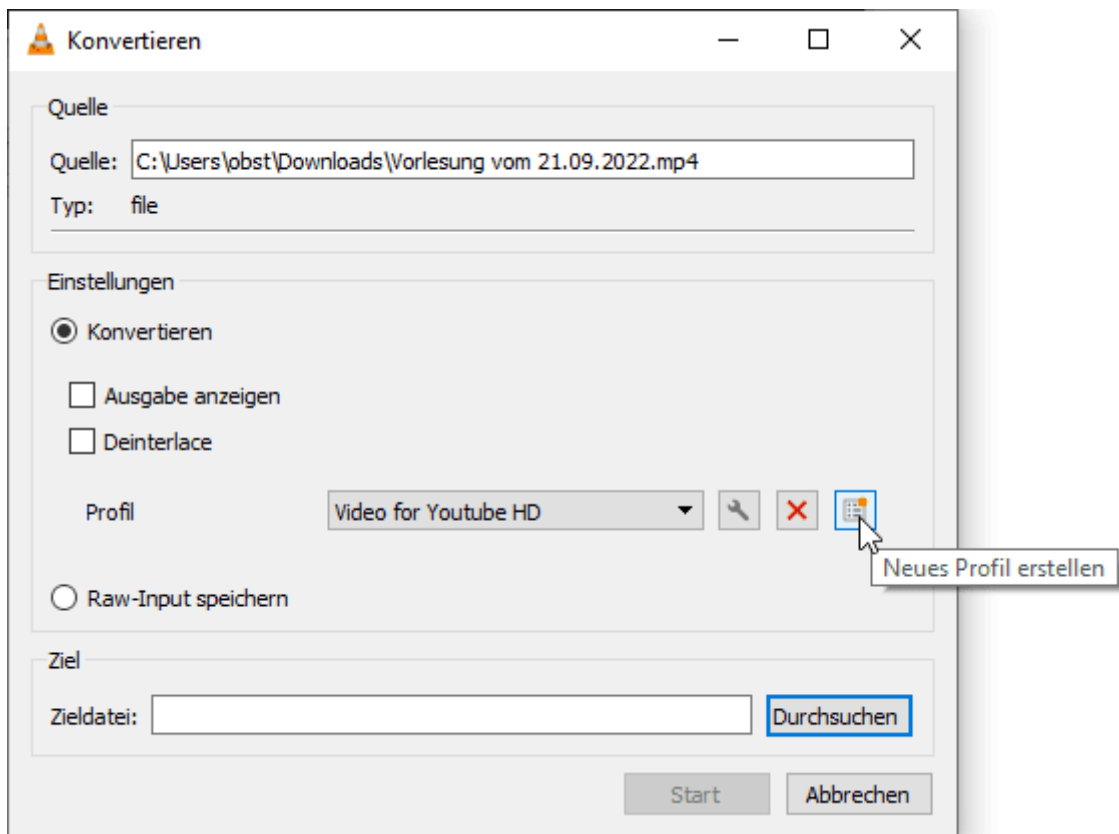 Konvertieren
Quelle
Quelle: C:\Users\obst\Downloads\Vorlesung vom 21.09.2022.mp4
Typ: file
Einstellungen
Konvertieren
Ausgabe anzeigen
Deinterlace
Profil Video for Youtube HD
Neues Profil erstellen
Raw-Input speichern
Ziel
Zieldatei: Durchsuchen
Start Abbrechen